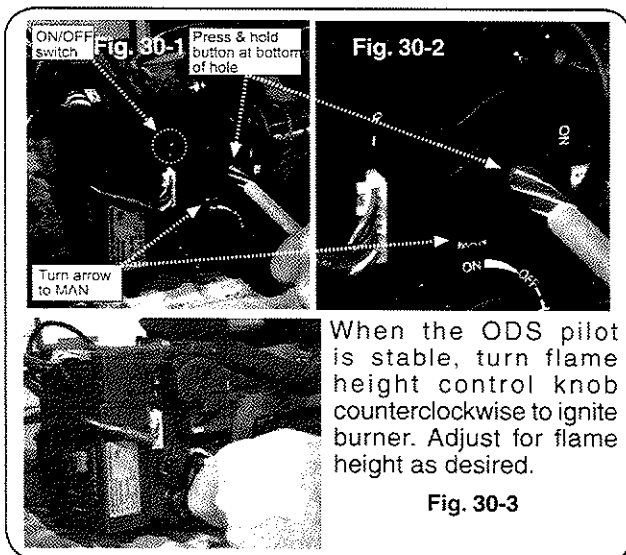 ON/OFF
switch
Fig. 30-1
Press & hold
button at bottom
of hole
Turn arrow
to MAN
Fig. 30-2
ON
MAN
ON
OFF
When the ODS pilot
is stable, turn flame
height control knob
counterclockwise to ignite
burner. Adjust for flame
height as desired.
Fig. 30-3